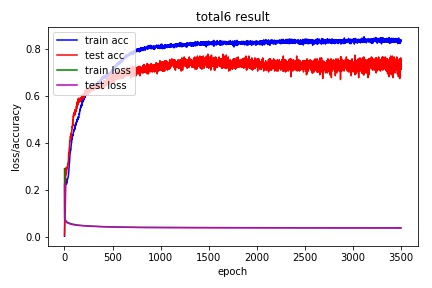 total6 result
train acc
test acc
train loss
test loss
loss/accuracy
0.8
0.6
0.4
0.2
0.0
0
500
1000
1500
2000
2500
3000
3500
epoch